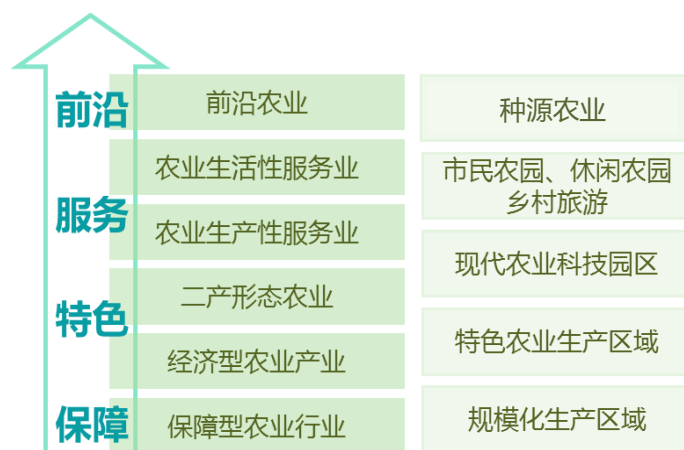 前沿
服务
特色
保障
前沿农业
农业生活性服务业
农业生产性服务业
二产形态农业
经济型农业产业
保障型农业行业
种源农业
市民农园、休闲农园
乡村旅游
现代农业科技园区
特色农业生产区域
规模化生产区域